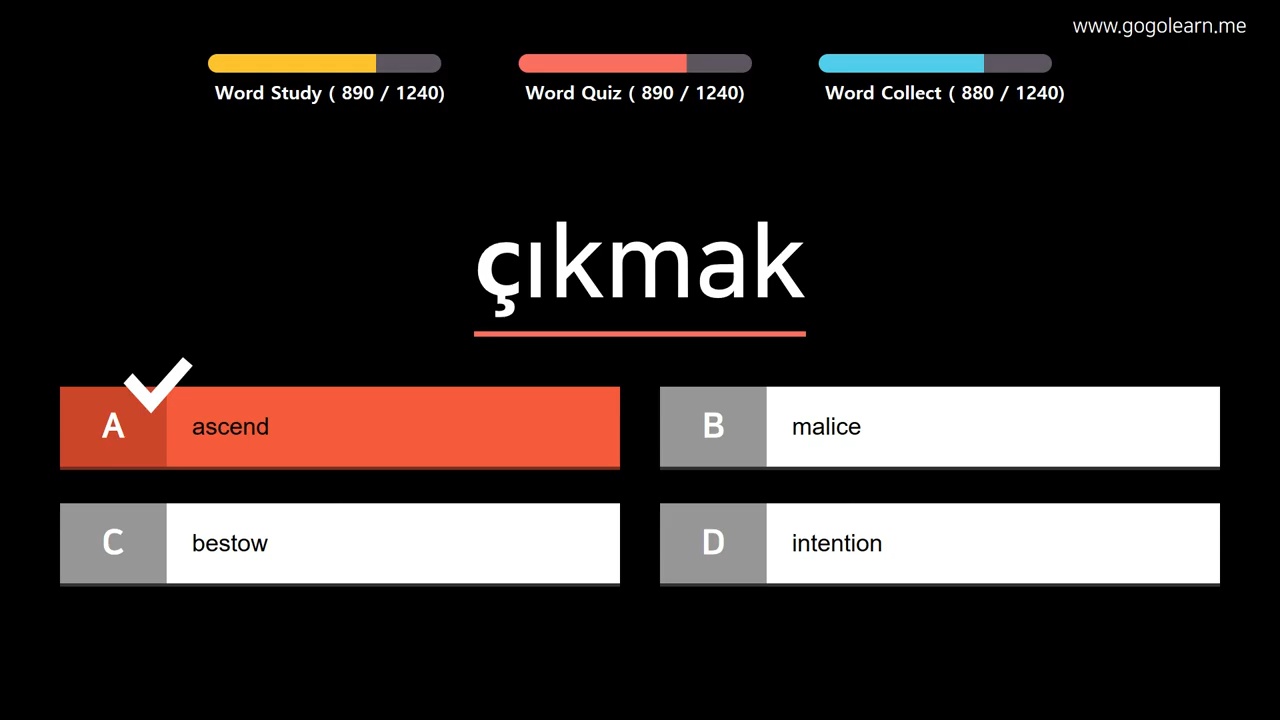 www.gogolearn.me
Word Study ( 890 / 1240)
Word Quiz ( 890 / 1240)
Word Collect ( 880 / 1240)
çıkmak
A ascend
B malice
C bestow
D intention